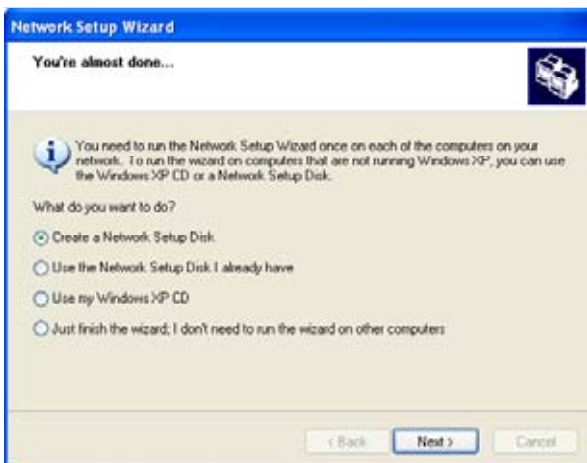 Network Setup Wizard
You're almost done...
You need to run the Network Setup Wizard once on each of the computers on your
network. To run the wizard on computers that are not running Windows XP, you can use
the Windows XP CD or a Network Setup Disk.
What do you want to do?
Create a Network Setup Disk
Use the Network Setup Disk I already have
Use my Windows XP CD
Just finish the wizard; I don't need to run the wizard on other computers
< Back
Next >
Cancel